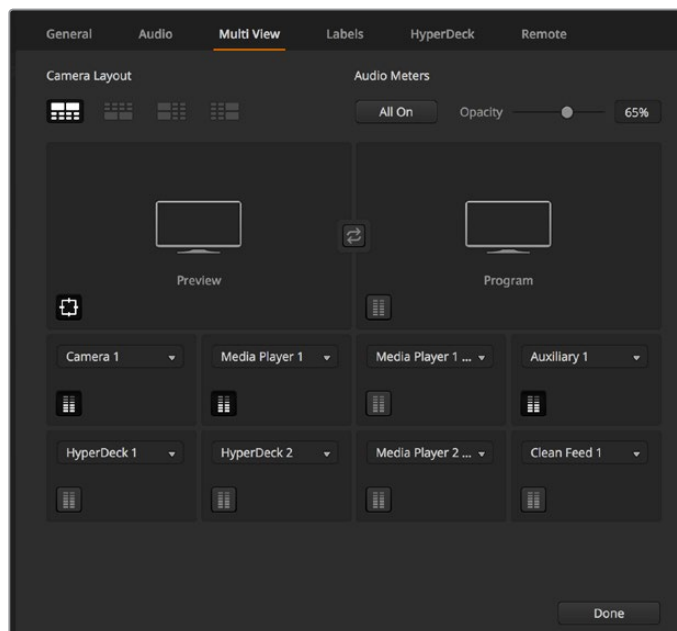 General Audio Multi View Labels HyperDeck Remote
Camera Layout Audio Meters
All On Opacity 65%
Preview Program
Camera 1 Media Player 1 Media Player 1 ... Auxiliary 1
HyperDeck 1 HyperDeck 2 Media Player 2 ... Clean Feed 1
Done